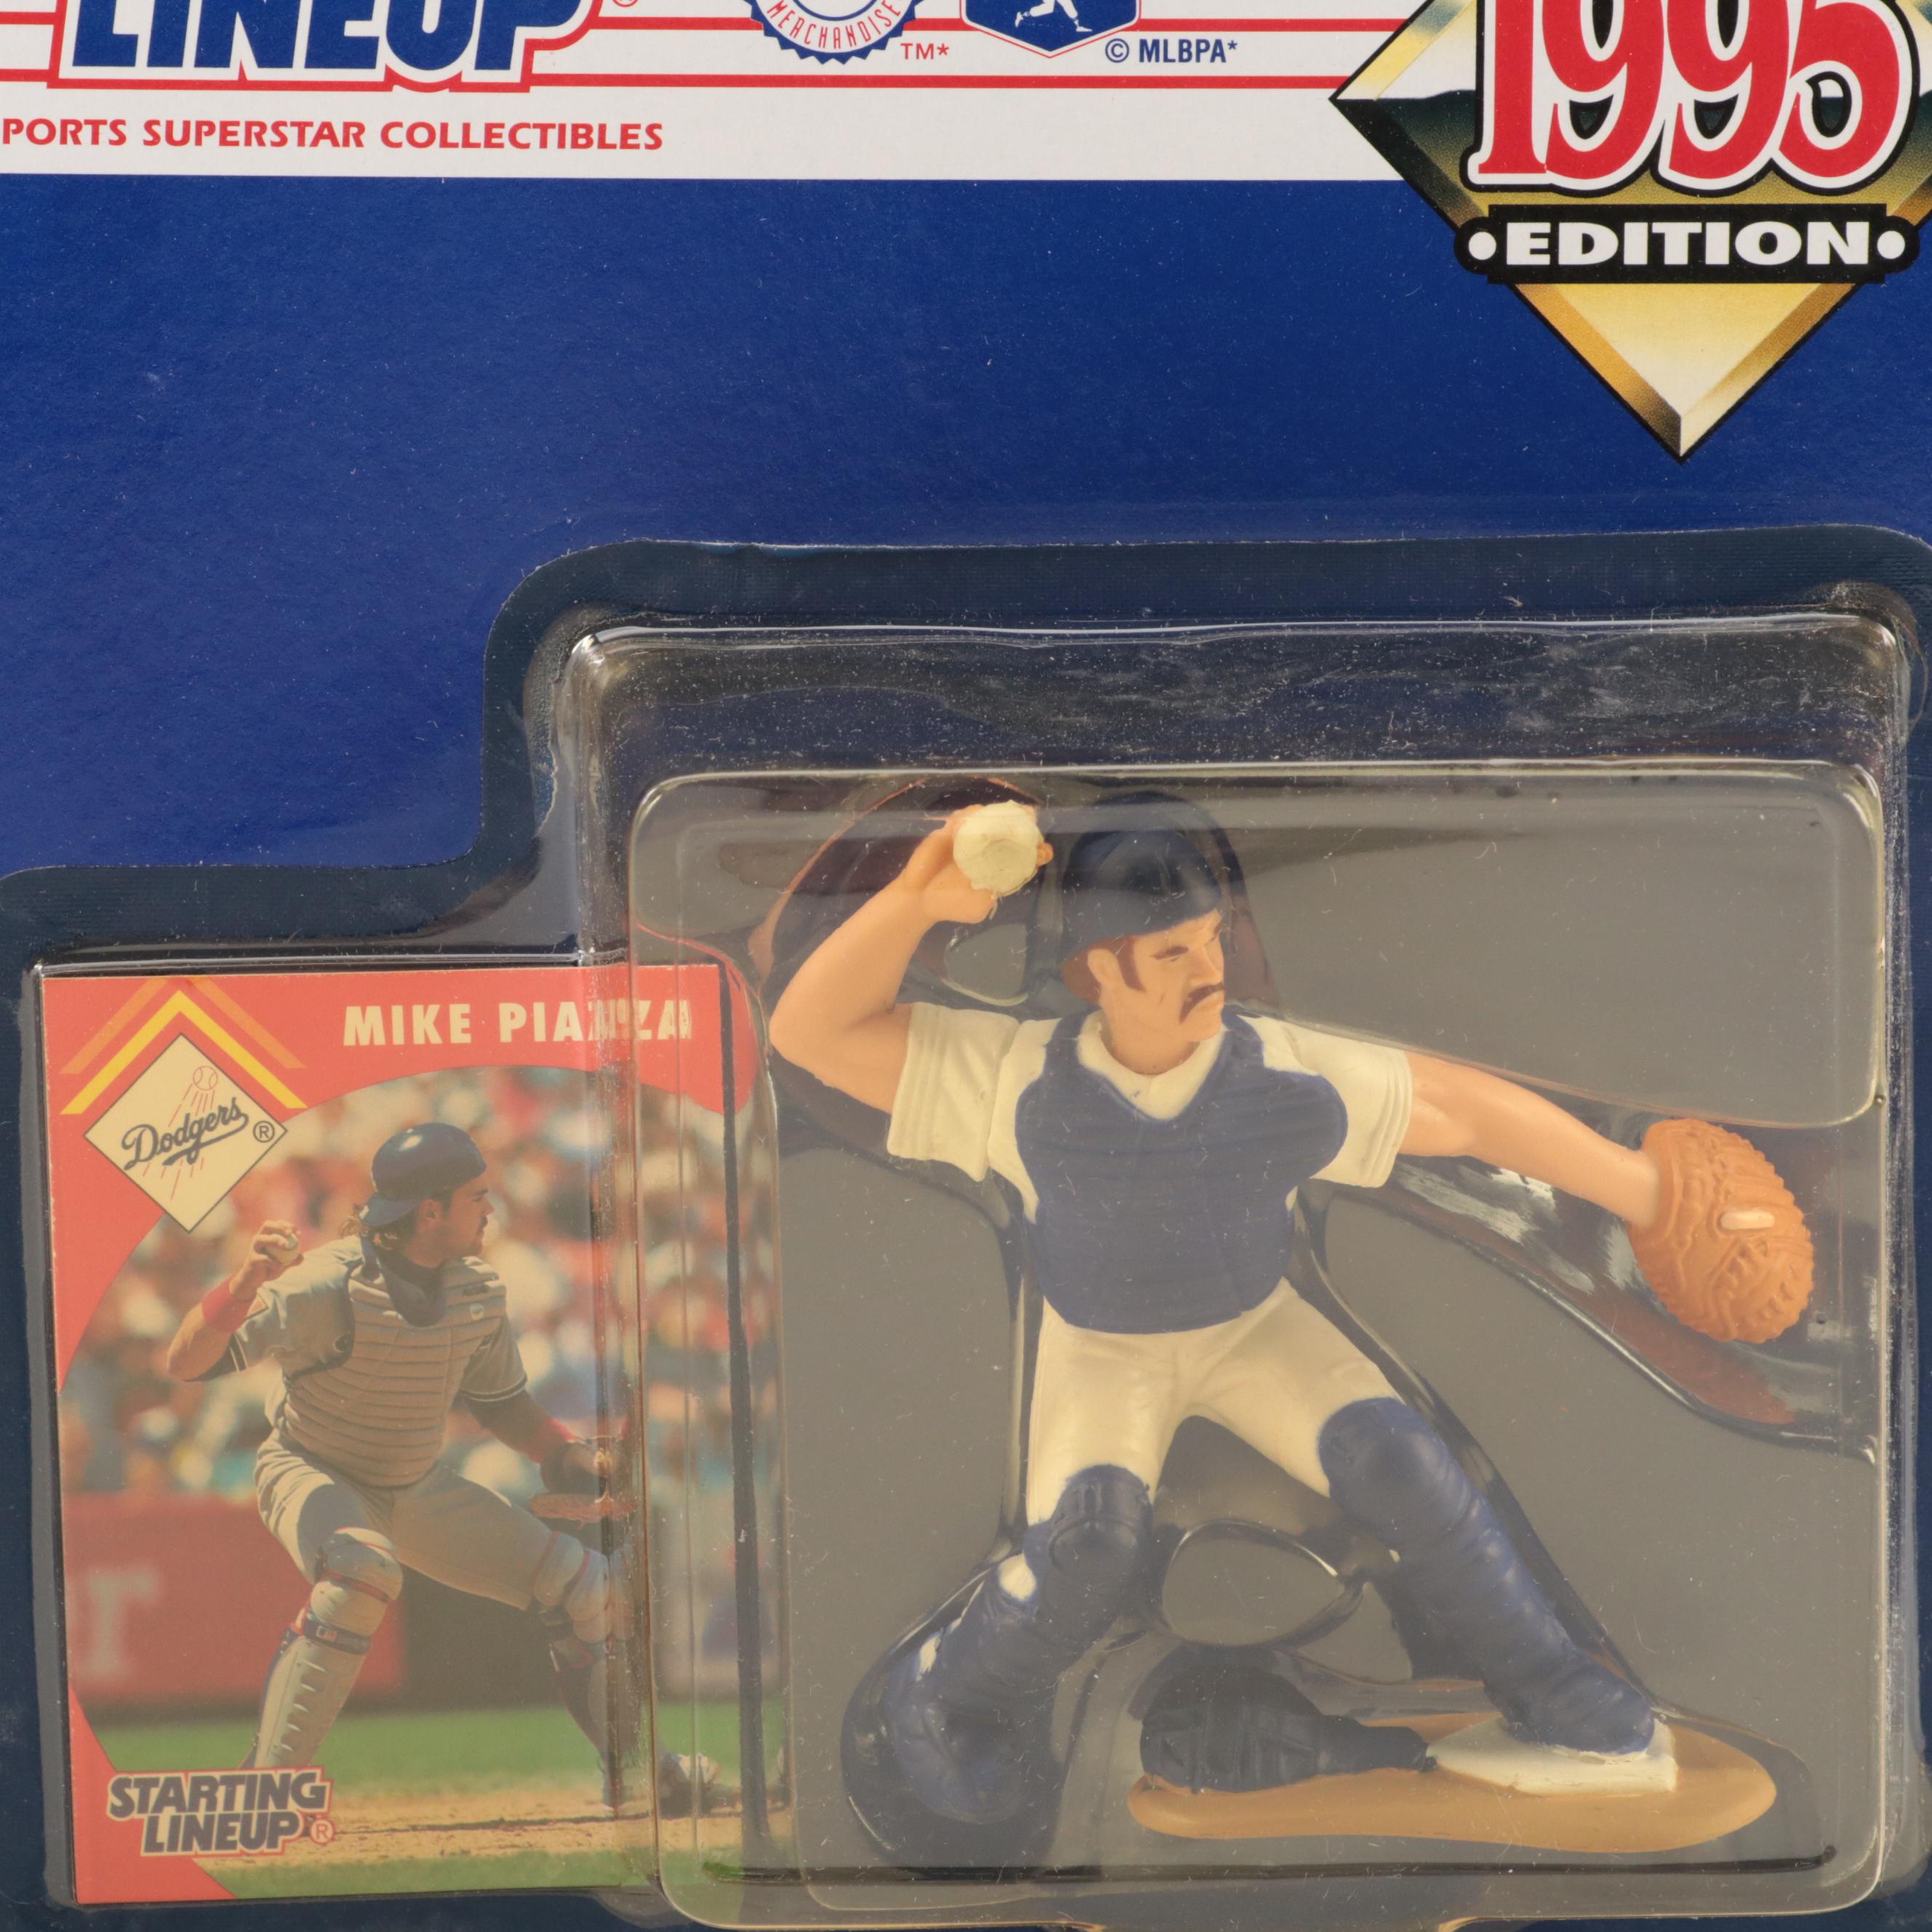 LINEUP
MERCHANDISE
TM*
© MLBPA*
1995
EDITION
PORTS SUPERSTAR COLLECTIBLES
MIKE PIAZZA
Dodgers ®
STARTING
LINEUP ®